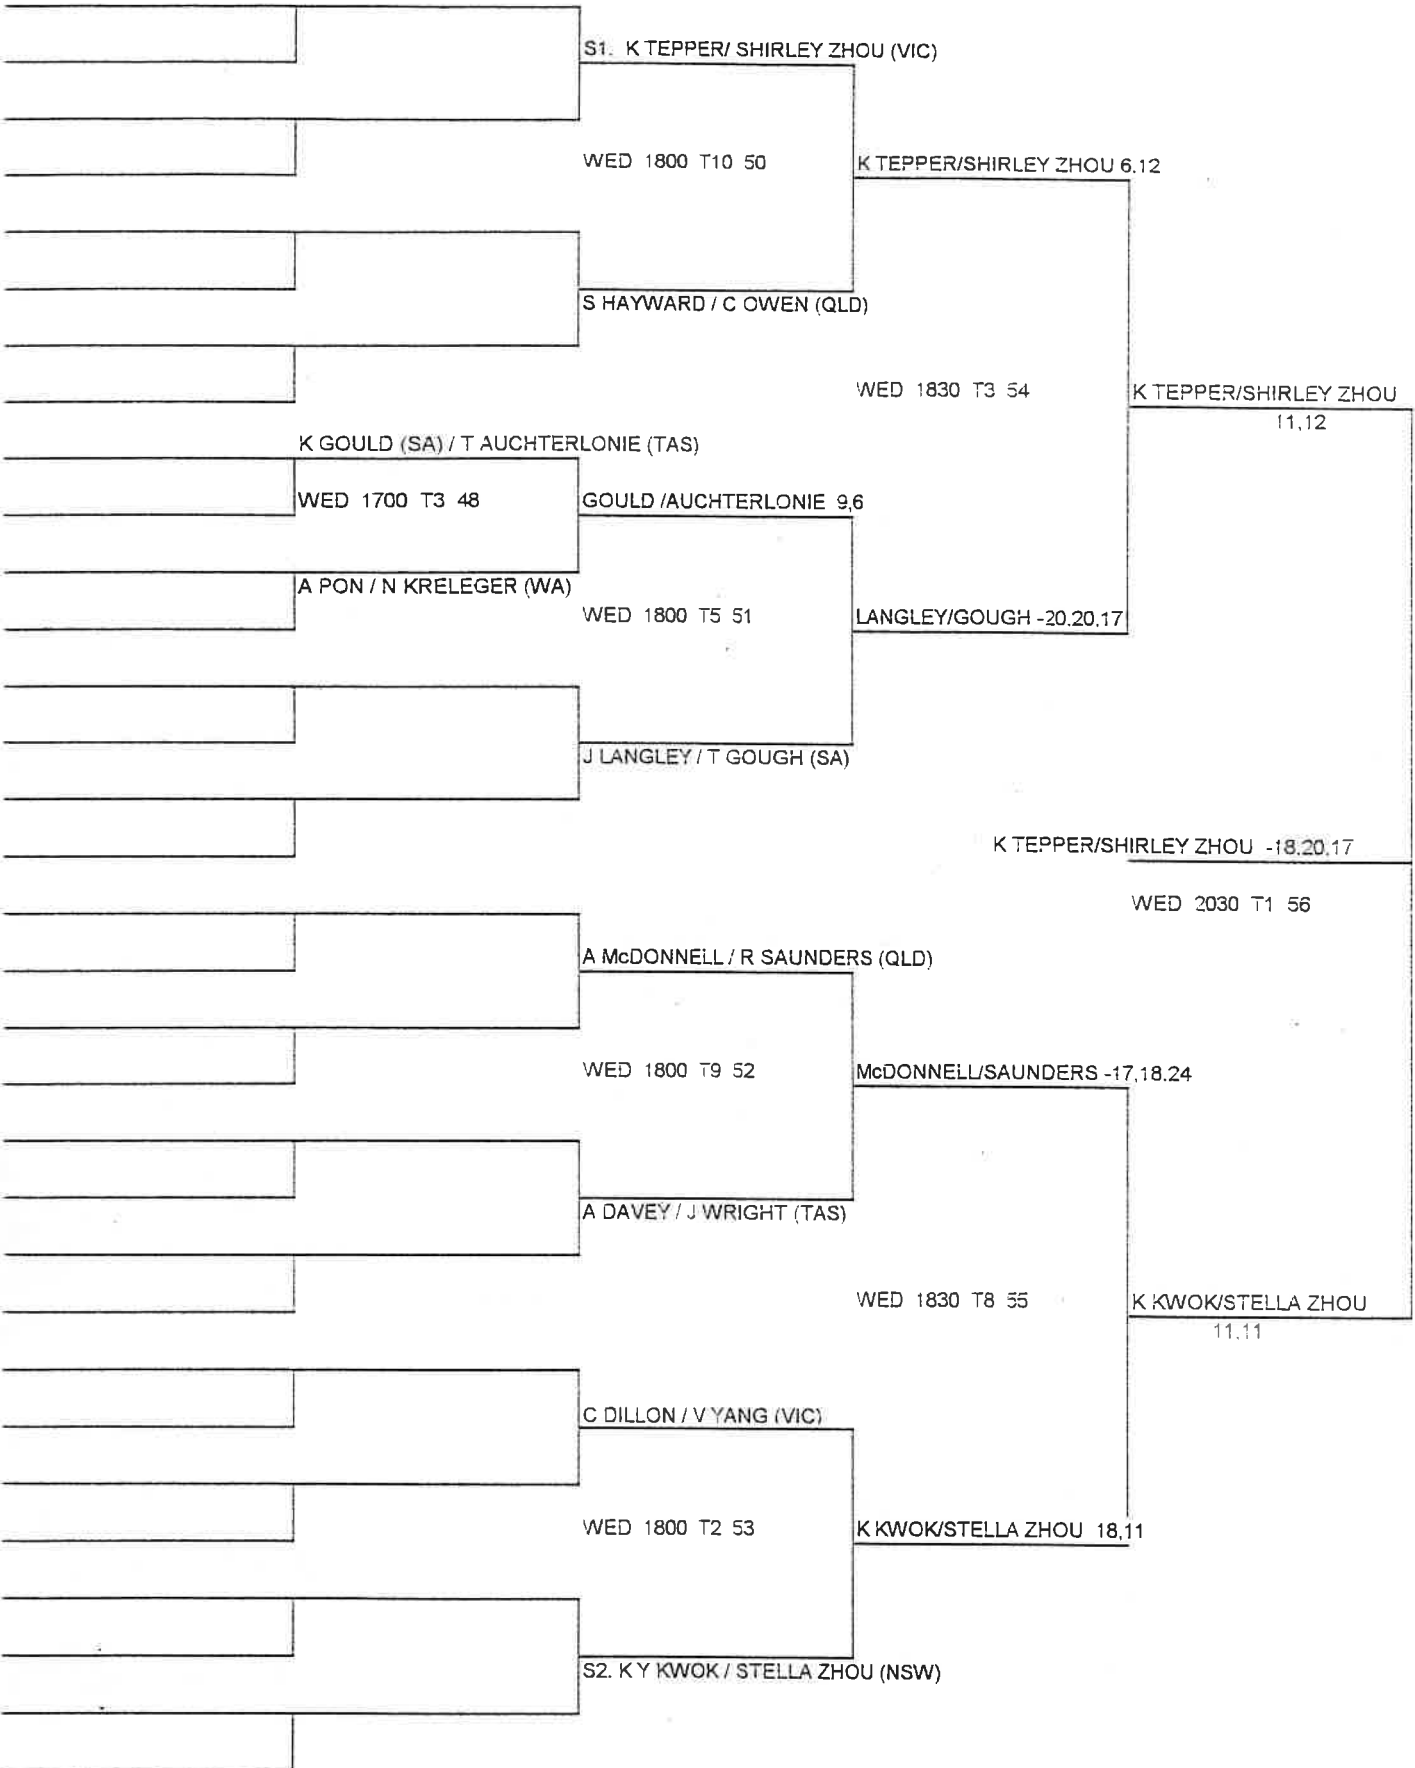 S1. K TEPPER/ SHIRLEY ZHOU (VIC)
WED 1800 T10 50
K TEPPER/SHIRLEY ZHOU 6.12
S HAYWARD / C OWEN (QLD)
WED 1830 T3 54
K TEPPER/SHIRLEY ZHOU
11,12
K GOULD (SA) / T AUCHTERLONIE (TAS)
WED 1700 T3 48
GOULD /AUCHTERLONIE 9,6
A PON / N KRELEGER (WA)
WED 1800 T5 51
LANGLEY/GOUGH -20.20.17
J LANGLEY / T GOUGH (SA)
K TEPPER/SHIRLEY ZHOU -18.20.17
WED 2030 T1 56
A McDONNELL / R SAUNDERS (QLD)
WED 1800 T9 52
McDONNELL/SAUNDERS -17,18.24
A DAVEY / J WRIGHT (TAS)
WED 1830 T8 55
K KWOK/STELLA ZHOU
11.11
C DILLON / V YANG (VIC)
WED 1800 T2 53
K KWOK/STELLA ZHOU 18,11
S2. K Y KWOK / STELLA ZHOU (NSW)